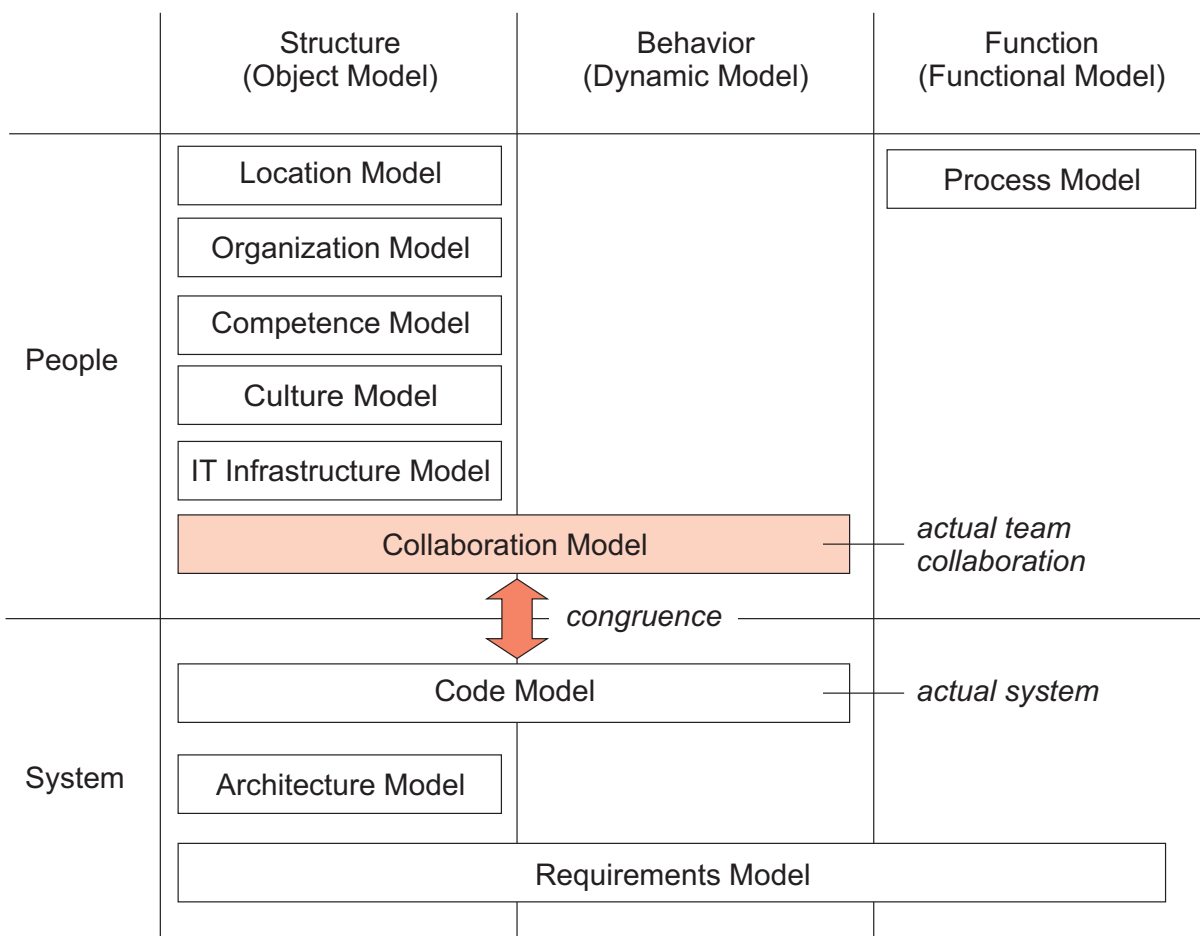 Structure
(Object Model)
Behavior
(Dynamic Model)
Function
(Functional Model)
People
Location Model
Process Model
Organization Model
Competence Model
Culture Model
IT Infrastructure Model
Collaboration Model
actual team
collaboration
congruence
System
Code Model
actual system
Architecture Model
Requirements Model